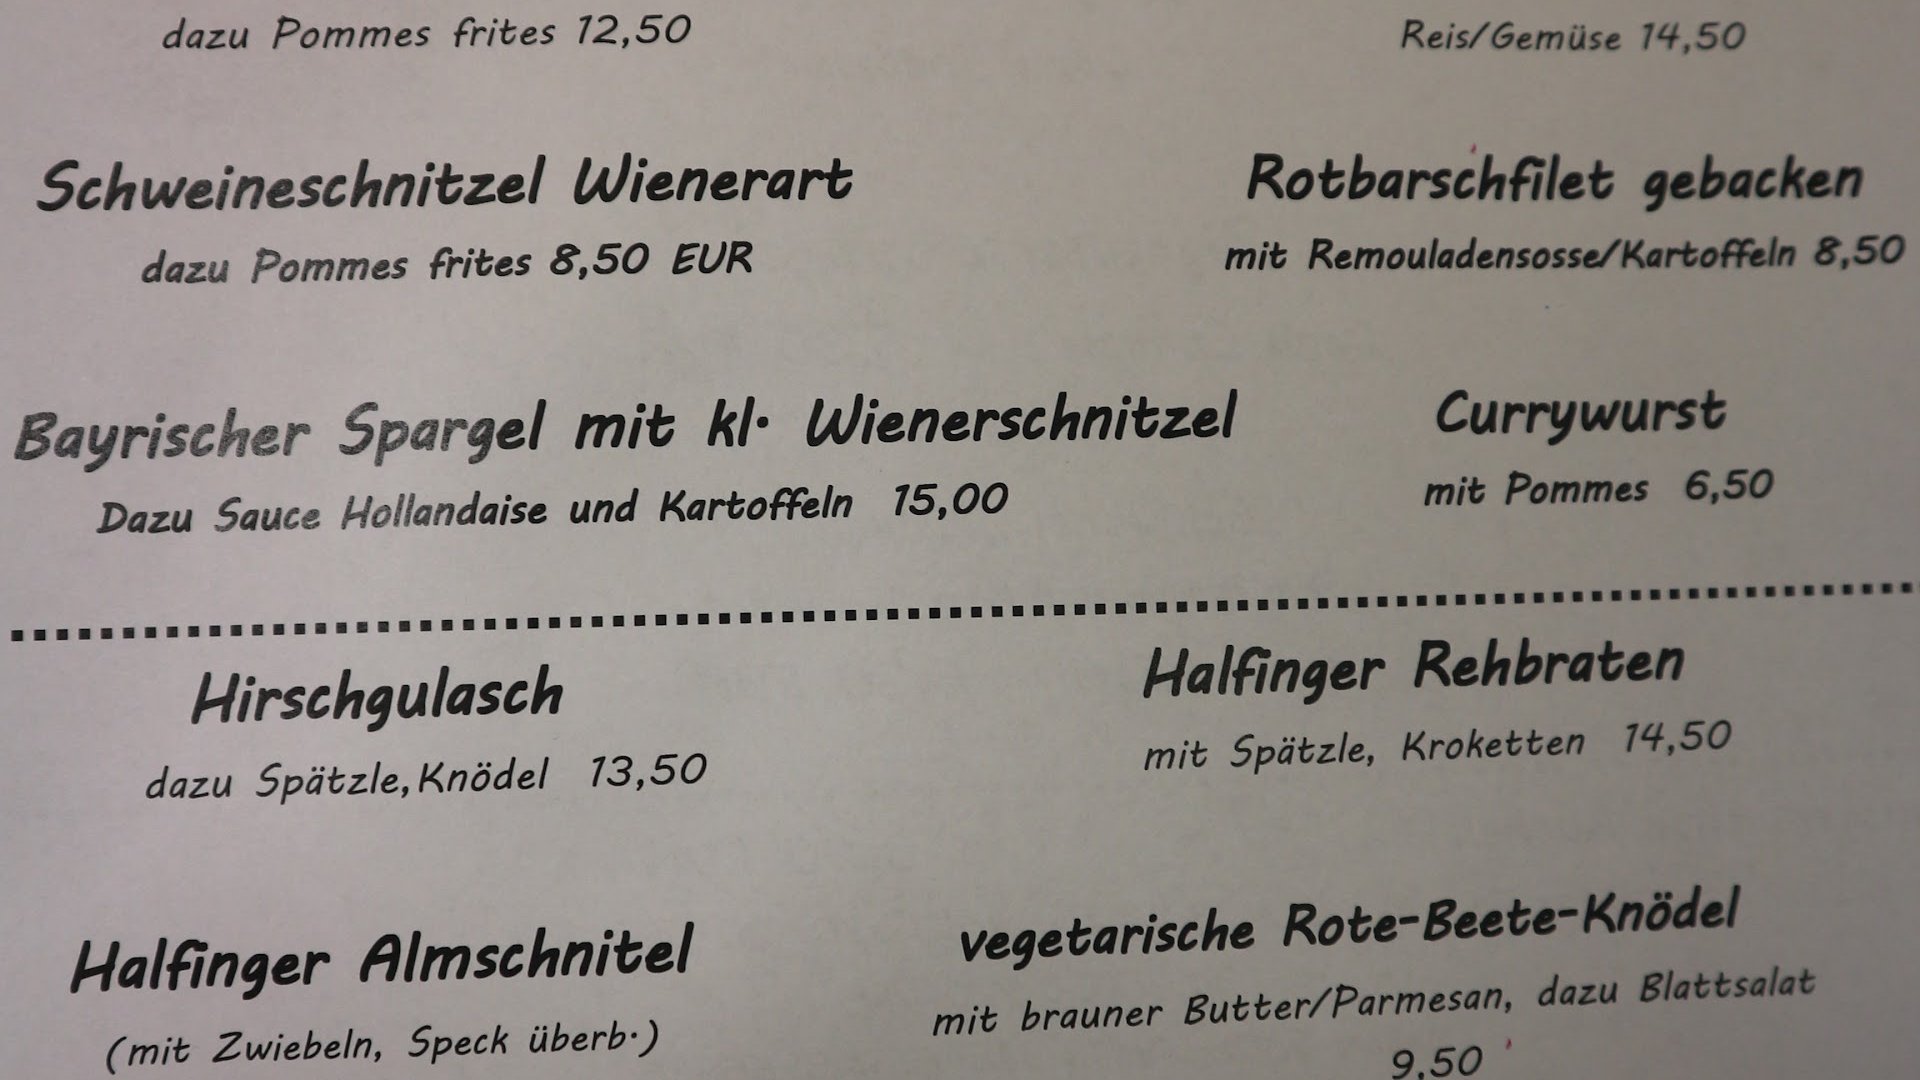 dazu Pommes frites 12,50
Reis/Gemüse 14,50
Schweineschnitzel Wienerart
dazu Pommes frites 8,50 EUR
Rotbarschfilet gebacken
mit Remouladensosse/Kartoffeln 8,50
Bayrischer Spargel mit kl. Wienerschnitzel
Dazu Sauce Hollandaise und Kartoffeln 15,00
Currywurst
mit Pommes 6,50
Hirschgulasch
dazu Spätzle,Knödel 13,50
Halfinger Rehbraten
mit Spätzle, Kroketten 14,50
Halfinger Almschnitel
(mit Zwiebeln, Speck überb.)
vegetarische Rote-Beete-Knödel
mit brauner Butter/Parmesan, dazu Blattsalat
9,50